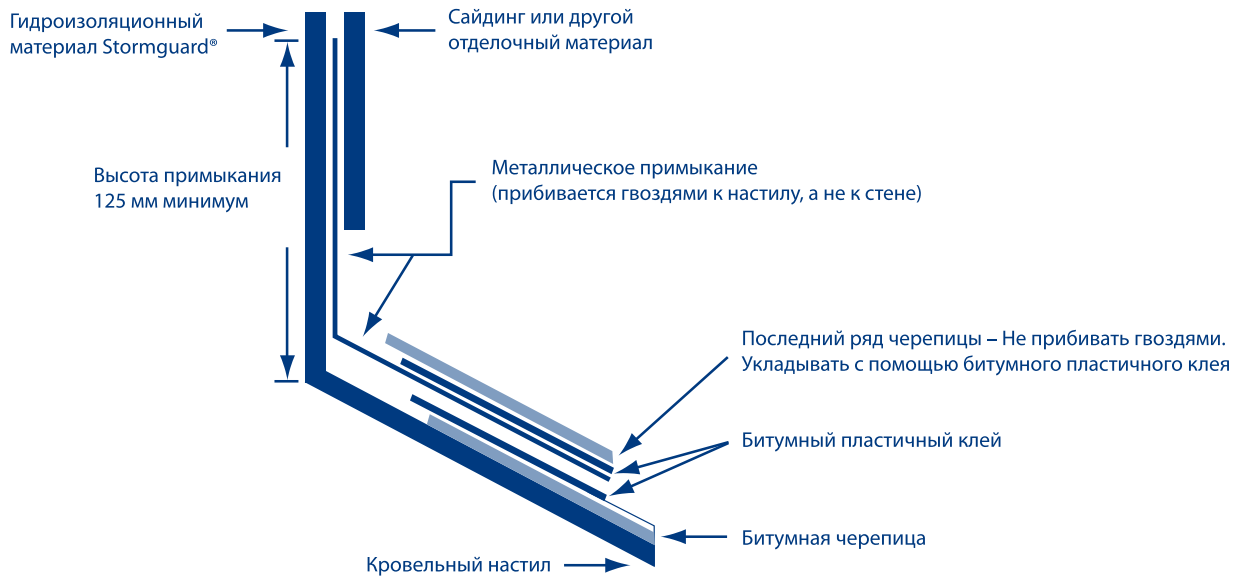 Гидроизоляционный
материал Stormguard®
Сайдинг или другой
отделочный материал
Высота примыкания
125 мм минимум
Металлическое примыкание
(прибивается гвоздями к настилу, а не к стене)
Последний ряд черепицы – Не прибивать гвоздями.
Укладывать с помощью битумного пластичного клея
Битумный пластичный клей
Битумная черепица
Кровельный настил